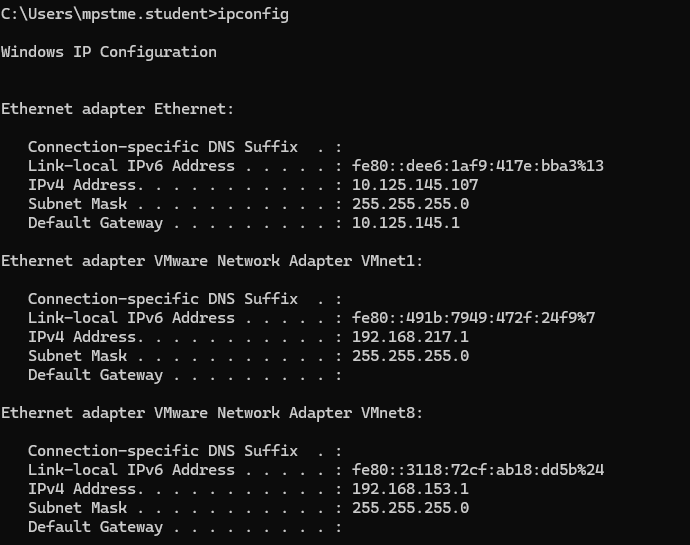 C:\Users\mpstme.student>ipconfig
Windows IP Configuration
Ethernet adapter Ethernet:
Connection-specific DNS Suffix . :
Link-local IPv6 Address . . . . . : fe80::dee6:1af9:417e:bba3%13
IPv4 Address. . . . . . . . . . . : 10.125.145.107
Subnet Mask . . . . . . . . . . . : 255.255.255.0
Default Gateway . . . . . . . . . : 10.125.145.1
Ethernet adapter VMware Network Adapter VMnet1:
Connection-specific DNS Suffix . :
Link-local IPv6 Address . . . . . : fe80::491b:7949:472f:24f9%7
IPv4 Address. . . . . . . . . . . : 192.168.217.1
Subnet Mask . . . . . . . . . . . : 255.255.255.0
Default Gateway . . . . . . . . . :
Ethernet adapter VMware Network Adapter VMnet8:
Connection-specific DNS Suffix . :
Link-local IPv6 Address . . . . . : fe80::3118:72cf:ab18:dd5b%24
IPv4 Address. . . . . . . . . . . : 192.168.153.1
Subnet Mask . . . . . . . . . . . : 255.255.255.0
Default Gateway . . . . . . . . . :